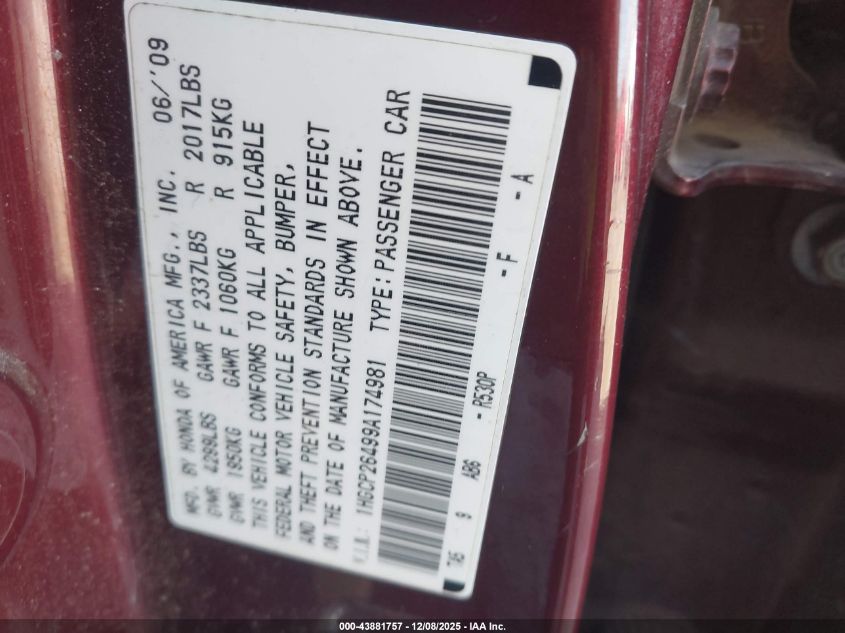 MFD. BY HONDA OF AMERICA MFG., INC. 06/'09
GVWR 4299LBS GAWR F 2337LBS R 2017LBS
GVWR 1950KG GAWR F 1060KG R 915KG
THIS VEHICLE CONFORMS TO ALL APPLICABLE
FEDERAL MOTOR VEHICLE SAFETY, BUMPER,
AND THEFT PREVENTION STANDARDS IN EFFECT
ON THE DATE OF MANUFACTURE SHOWN ABOVE.
V.I.N.: 1HGCP26499A174981 TYPE:PASSENGER CAR
TA5 9 AB6 - R530P - F - A
000-43881757 - 12/08/2025 - IAA Inc.